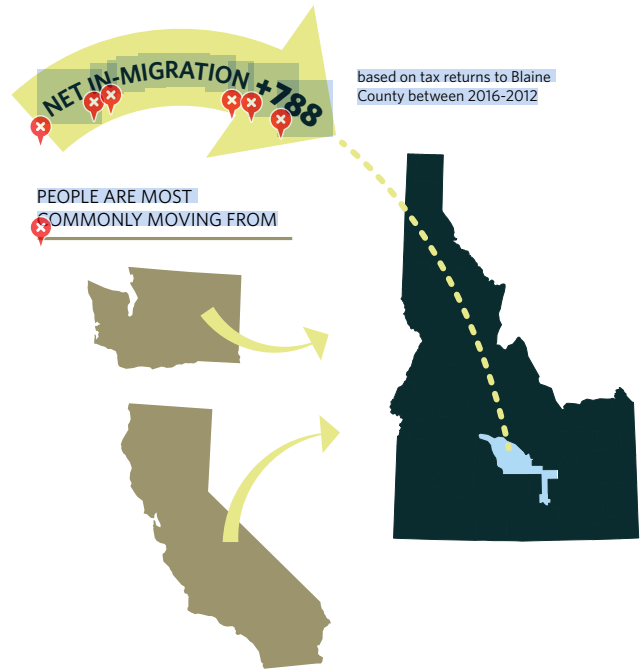 NET IN-MIGRATION +788
based on tax returns to Blaine
County between 2016-2012
PEOPLE ARE MOST
COMMONLY MOVING FROM